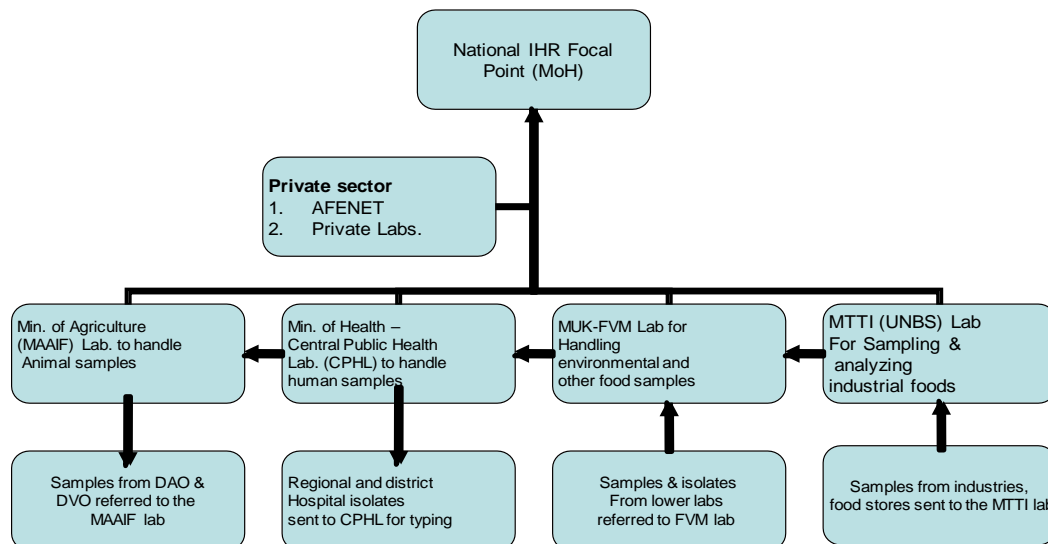 National IHR Focal
Point (MoH)
Private sector
1. AFENET
2. Private Labs.
Min. of Agriculture
(MAAIF) Lab. to handle
Animal samples
Min. of Health –
Central Public Health
Lab. (CPHL) to handle
human samples
MUK-FVM Lab for
Handling
environmental and
other food samples
MTTI (UNBS) Lab
For Sampling &
analyzing
industrial foods
Samples from DAO &
DVO referred to the
MAAIF lab
Regional and district
Hospital isolates
sent to CPHL for typing
Samples & isolates
From lower labs
referred to FVM lab
Samples from industries,
food stores sent to the MTTI lab